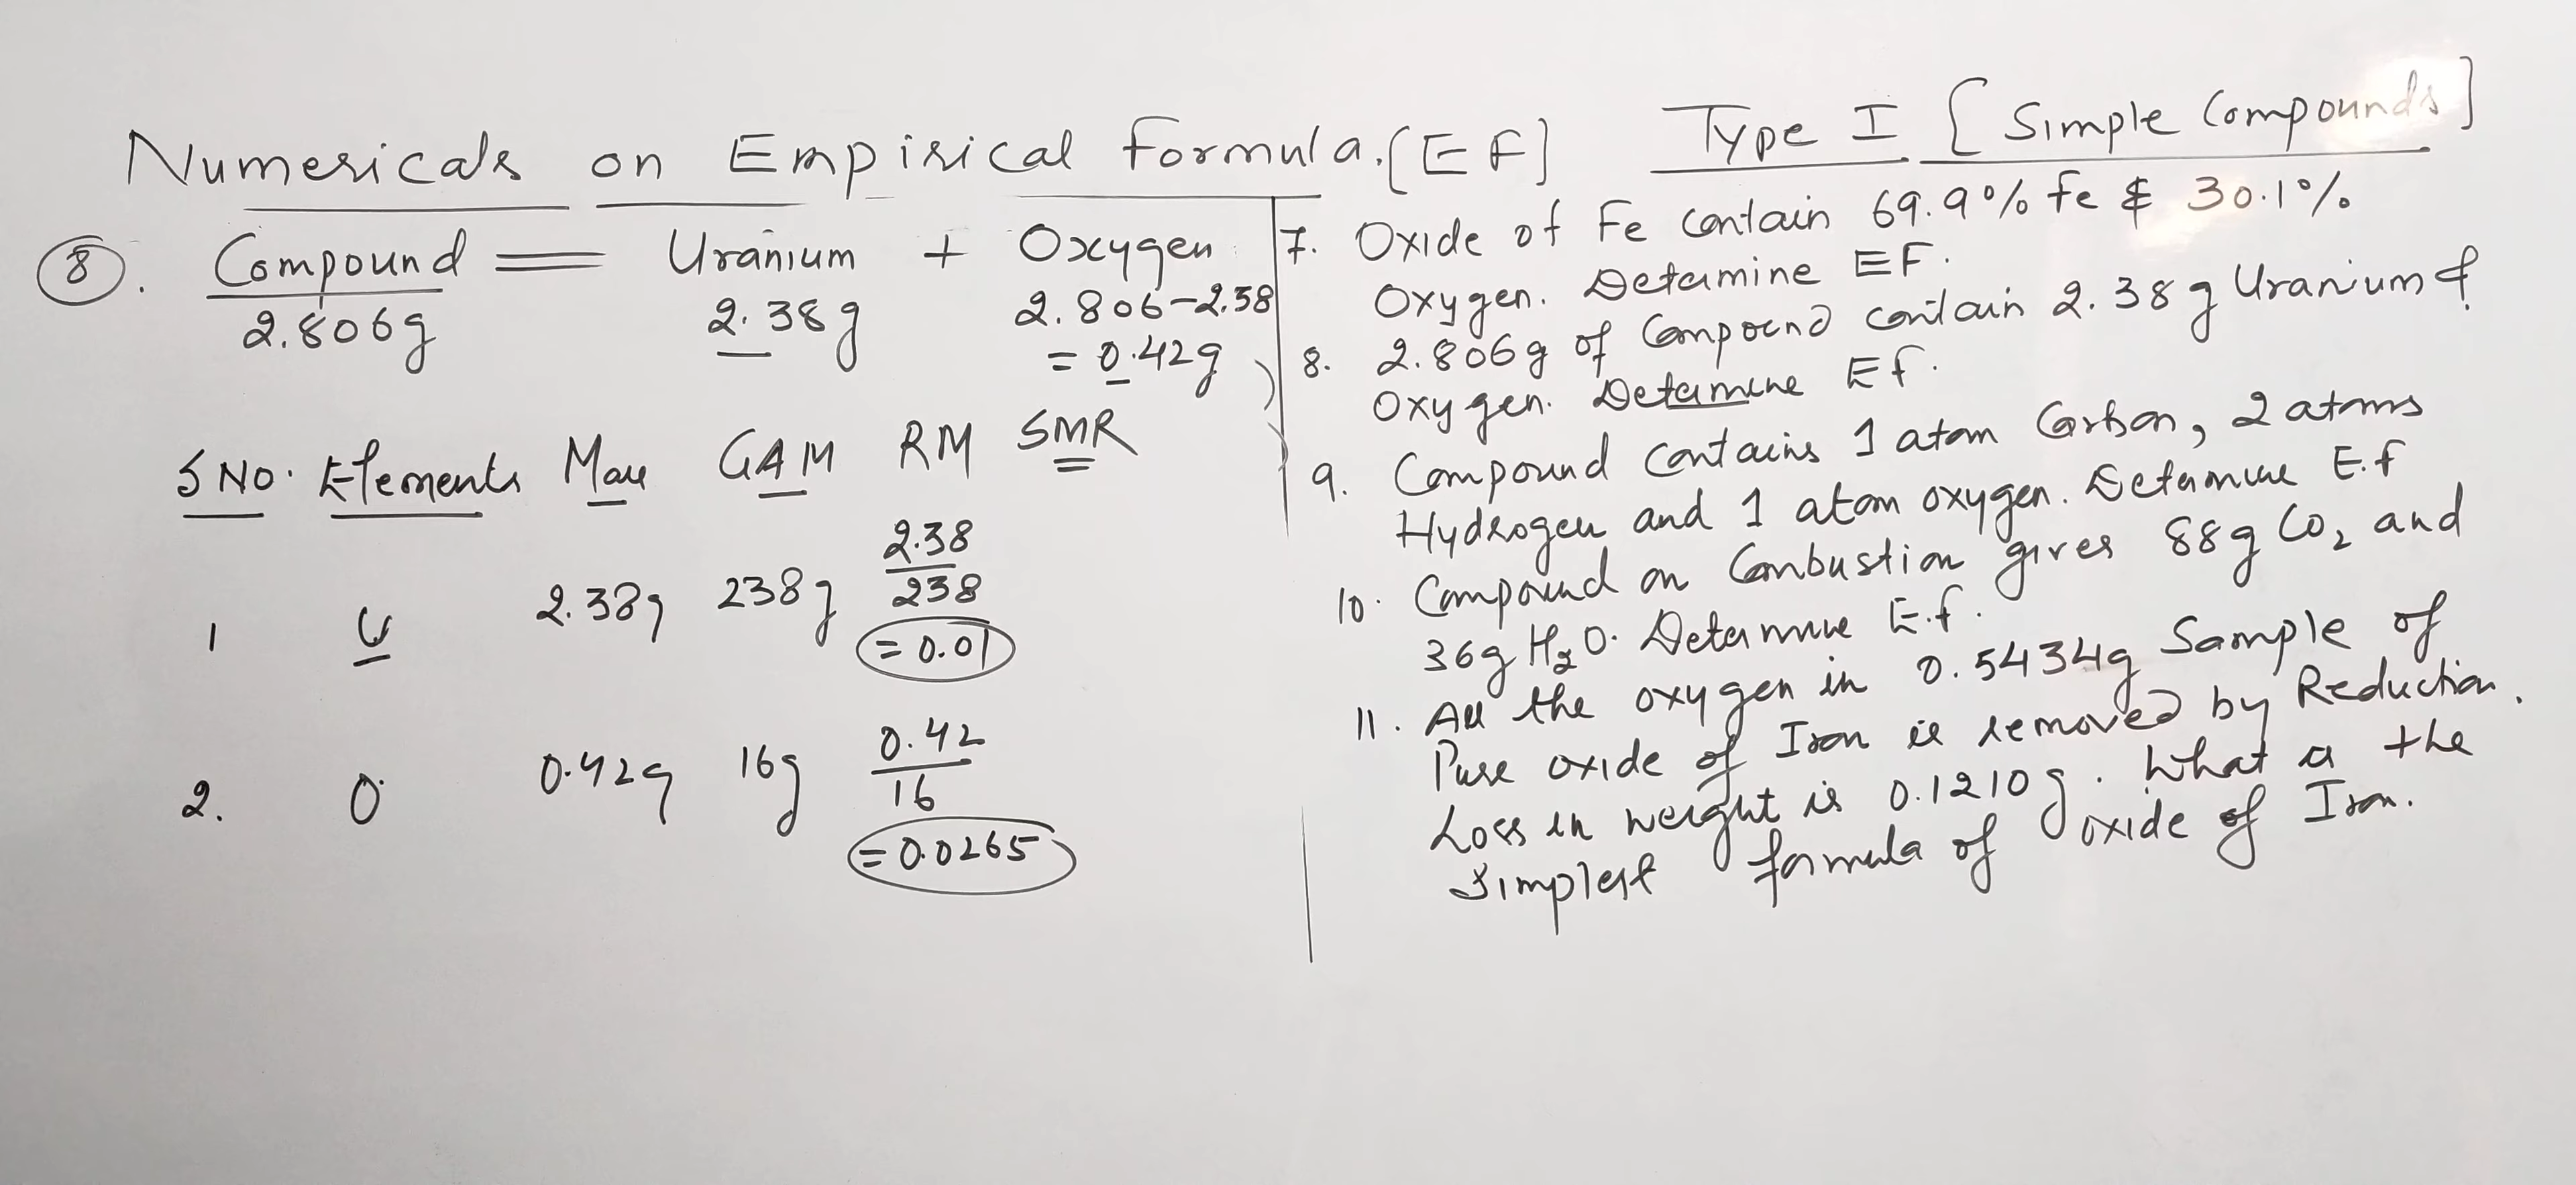 Numericals on Empirical Formula. [EF]
Type I [Simple Compounds]
8. Compound = Uranium + Oxygen
2.806g 2.38g 2.806-2.38
= 0.42g
S No. Elements Mass GAM RM SMR
1 U 2.38g 238g 2.38/238
= 0.01
2. O 0.42g 16g 0.42/16
= 0.0265
7. Oxide of Fe contain 69.9% Fe & 30.1%
Oxygen. Determine EF.
8. 2.806g of Compound contain 2.38g Uranium &
Oxygen. Determine Ef.
9. Compound contains 1 atom Carbon, 2 atoms
Hydrogen and 1 atom oxygen. Determine E.f
10. Compound on Combustion gives 88g CO₂ and
36g H₂O. Determine E.f.
11. All the oxygen in 0.5434g Sample of
Pure oxide of Iron is removed by Reduction.
Loss in weight is 0.1210g. What is the
Simplest formula of oxide of Iron.